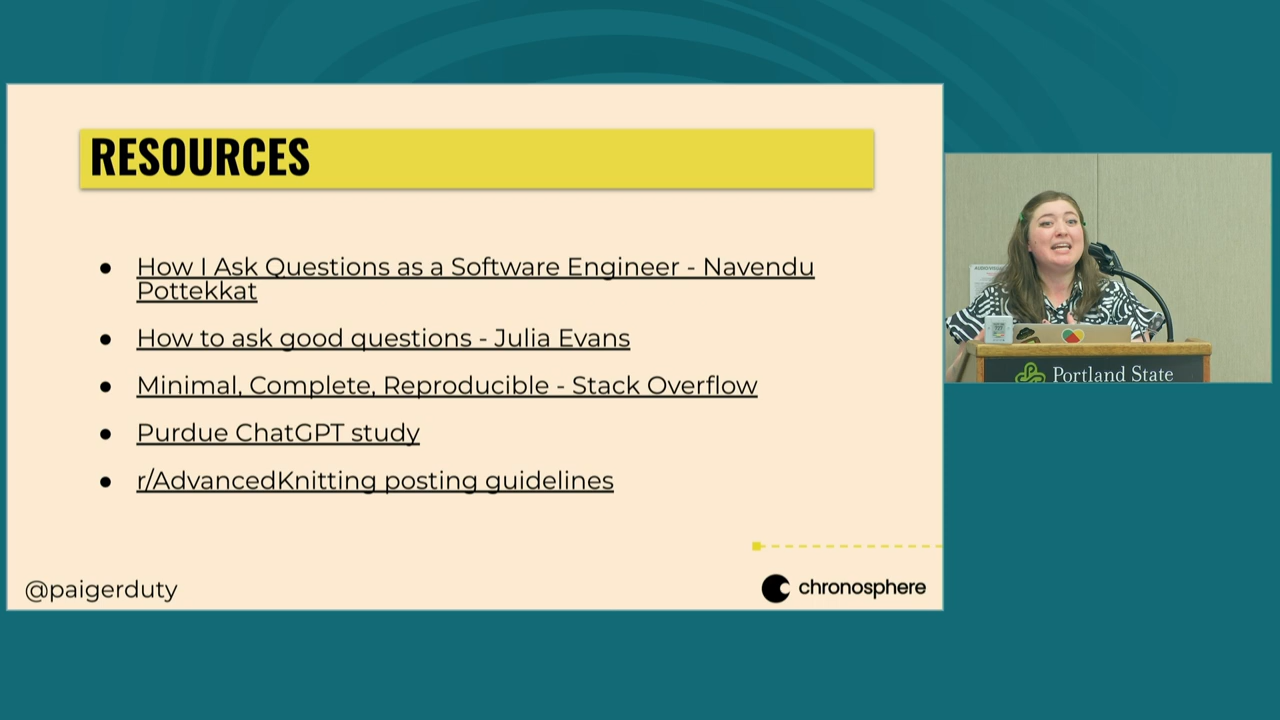 RESOURCES
How I Ask Questions as a Software Engineer - Navendu
Pottekkat
How to ask good questions - Julia Evans
Minimal, Complete, Reproducible - Stack Overflow
Purdue ChatGPT study
r/AdvancedKnitting posting guidelines
@paigerduty
chronosphere
Portland State